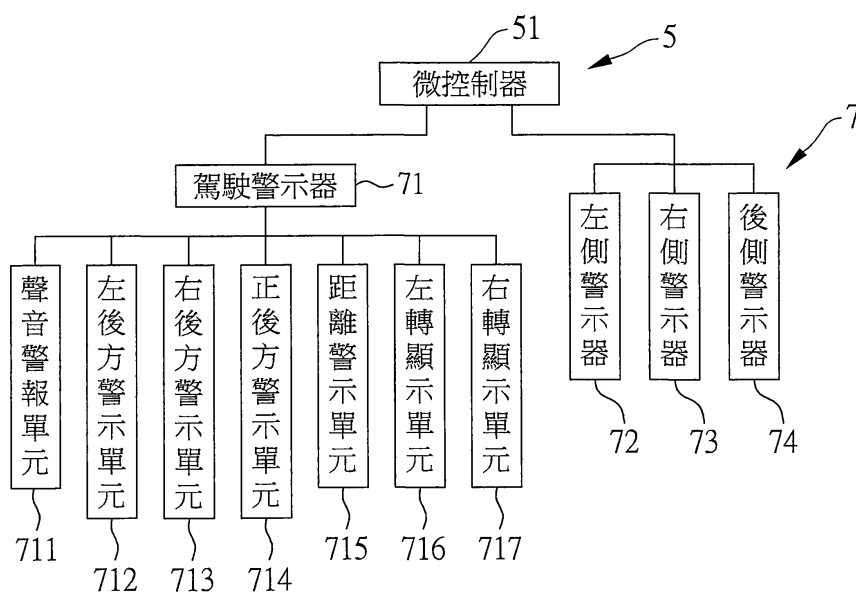 51
5
微控制器
7
駕駛警示器
71
聲音警報單元
左後方警示單元
右後方警示單元
正後方警示單元
距離警示單元
左轉顯示單元
右轉顯示單元
左側警示器
右側警示器
後側警示器
72
73
74
711
712
713
714
715
716
717